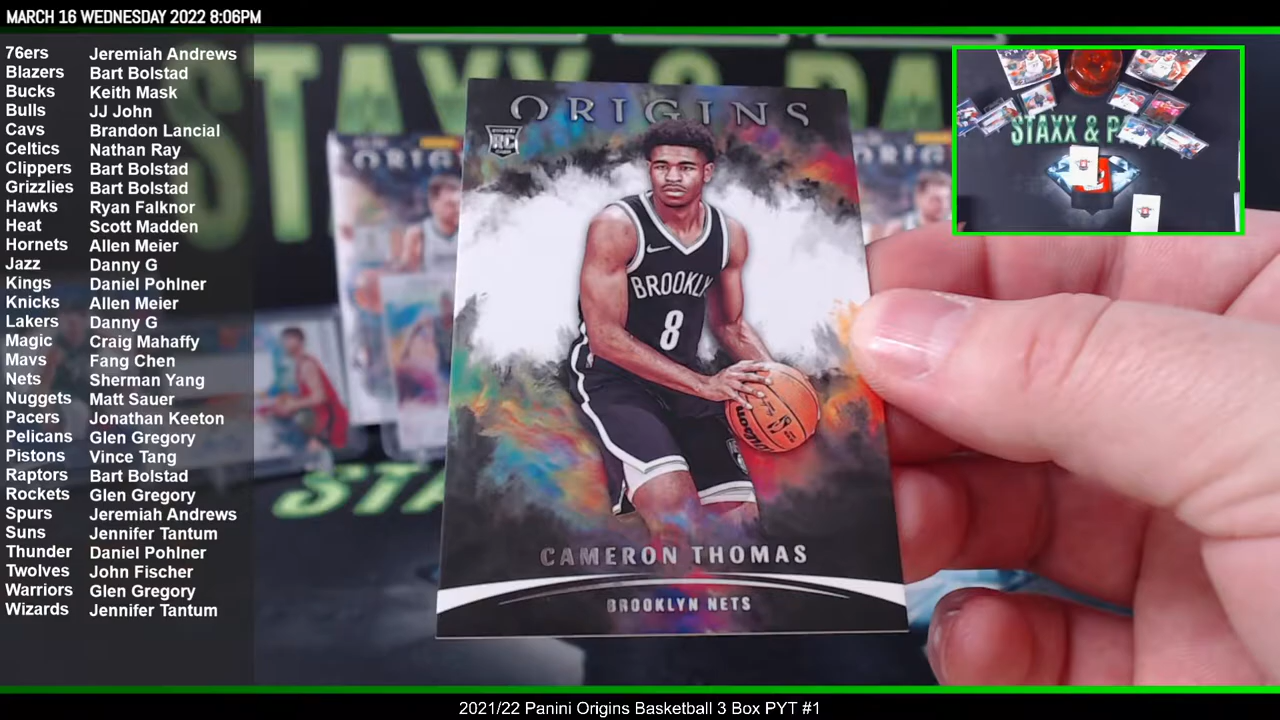 MARCH 16 WEDNESDAY 2022 8:06PM
76ers Jeremiah Andrews
Blazers Bart Bolstad
Bucks Keith Mask
Bulls JJ John
Cavs Brandon Lancial
Celtics Nathan Ray
Clippers Bart Bolstad
Grizzlies Bart Bolstad
Hawks Ryan Falknor
Heat Scott Madden
Hornets Allen Meier
Jazz Danny G
Kings Daniel Pohlner
Knicks Allen Meier
Lakers Danny G
Magic Craig Mahaffy
Mavs Fang Chen
Nets Sherman Yang
Nuggets Matt Sauer
Pacers Jonathan Keeton
Pelicans Glen Gregory
Pistons Vince Tang
Raptors Bart Bolstad
Rockets Glen Gregory
Spurs Jeremiah Andrews
Suns Jennifer Tantum
Thunder Daniel Pohlner
Twolves John Fischer
Warriors Glen Gregory
Wizards Jennifer Tantum
STAXX &
ORIGINS
RC
BROOKLYN
8
Wilson
CAMERON THOMAS
BROOKLYN NETS
STAXX &
2021/22 Panini Origins Basketball 3 Box PYT #1